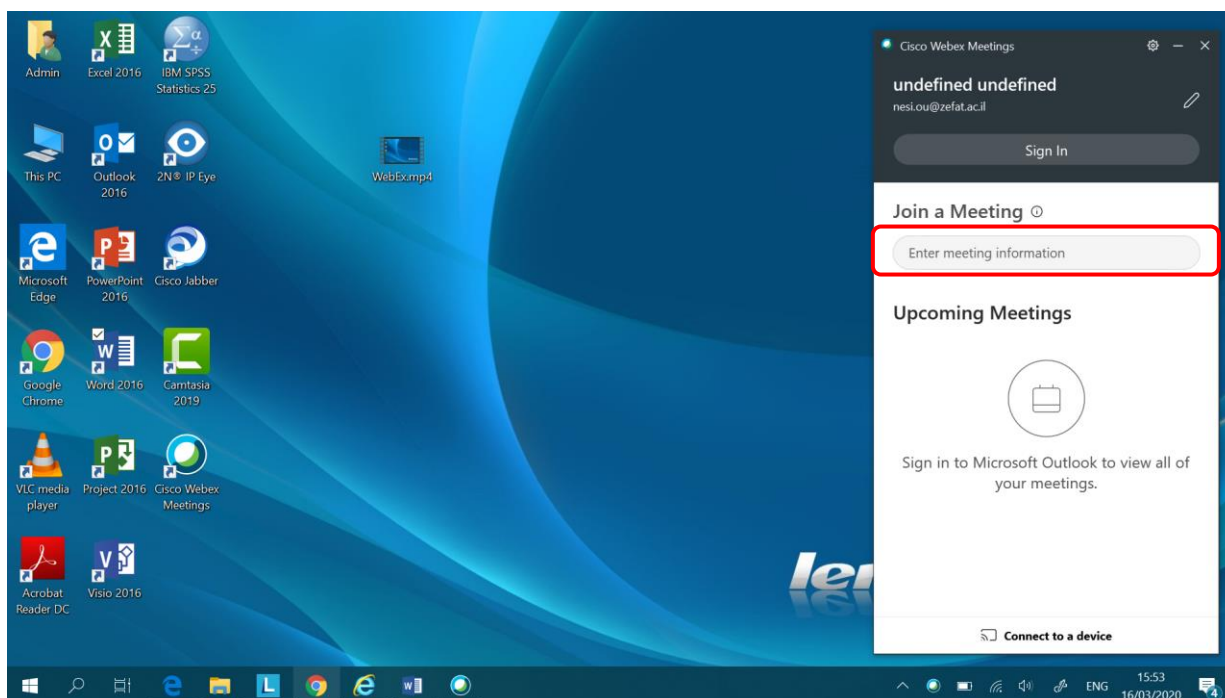 Admin
Excel 2016
IBM SPSS
Statistics 25
This PC
Outlook
2016
2N® IP Eye
WebEx.mp4
Microsoft
Edge
PowerPoint
2016
Cisco Jabber
Google
Chrome
Word 2016
Camtasia
2019
VLC media
player
Project 2016
Cisco Webex
Meetings
Acrobat
Reader DC
Visio 2016
Cisco Webex Meetings
undefined undefined
nesi.ou@zefat.ac.il
Sign In
Join a Meeting
Enter meeting information
Upcoming Meetings
Sign in to Microsoft Outlook to view all of
your meetings.
Connect to a device
ENG
15:53
16/03/2020